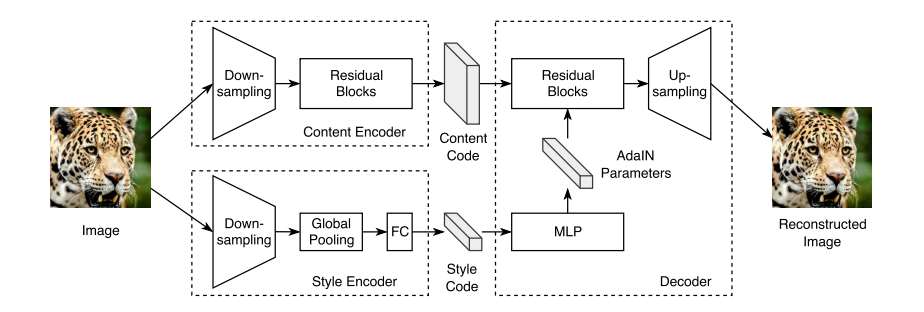 Down-
sampling
Residual
Blocks
Content Encoder
Content
Code
Residual
Blocks
Up-
sampling
AdaIN
Parameters
Image
Down-
sampling
Global
Pooling
FC
Style Encoder
Style
Code
MLP
Decoder
Reconstructed
Image